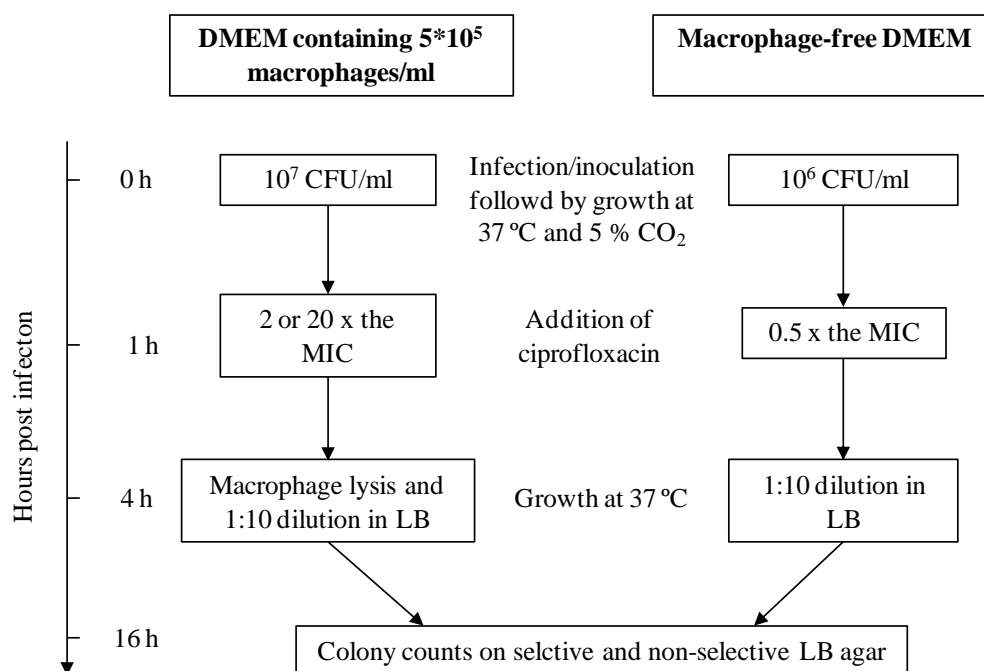 DMEM containing 5*10⁵
macrophages/ml
Macrophage-free DMEM
0 h
10⁷ CFU/ml
Infection/inoculation
followd by growth at
37 ºC and 5 % CO₂
10⁶ CFU/ml
1 h
2 or 20 x the
MIC
Addition of
ciprofloxacin
0.5 x the MIC
Hours post infecton
4 h
Macrophage lysis and
1:10 dilution in LB
Growth at 37 ºC
1:10 dilution in
LB
16 h
Colony counts on selctive and non-selective LB agar